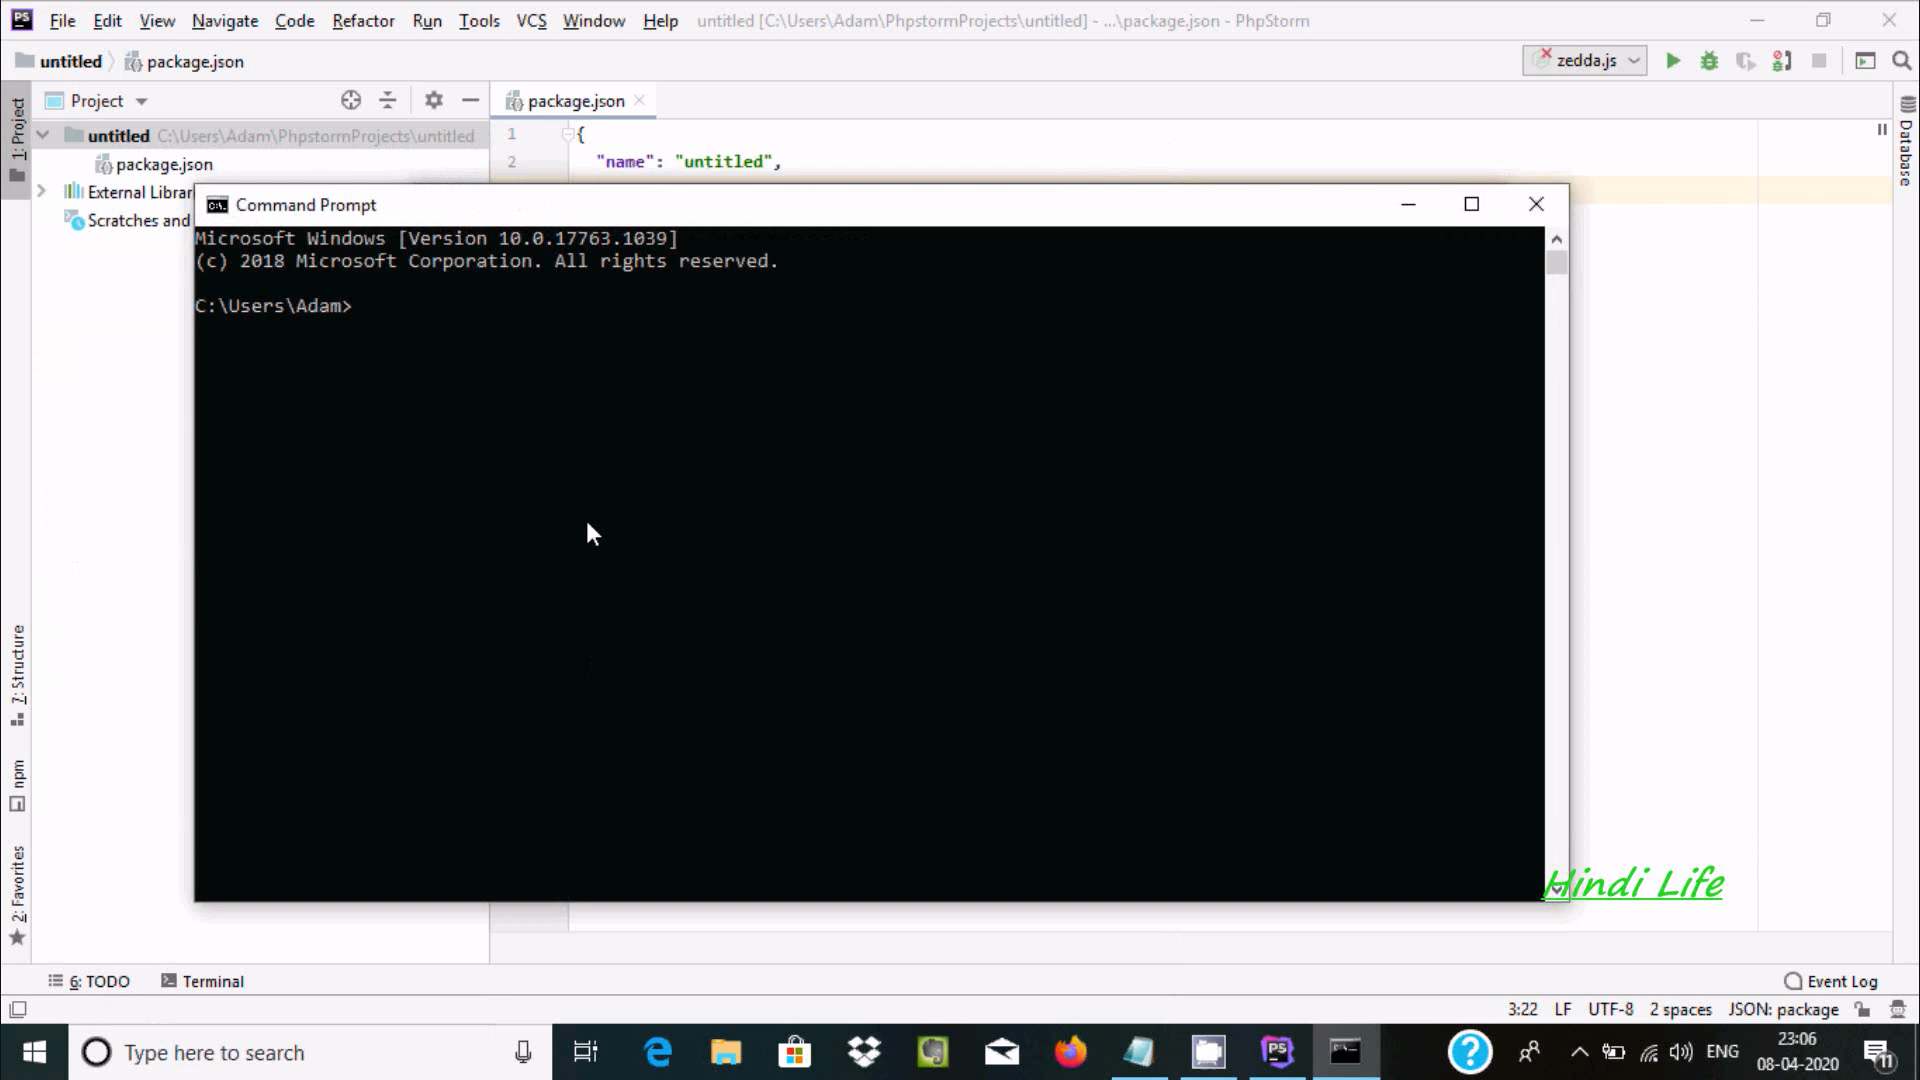 File Edit View Navigate Code Refactor Run Tools VCS Window Help untitled [C:\Users\Adam\PhpstormProjects\untitled] - ...\package.json - PhpStorm
untitled package.json zedda.js
1: Project
Project
package.json
Database
untitled C:\Users\Adam\PhpstormProjects\untitled
package.json
External Librar
Scratches and
1 {
2 "name": "untitled",
Command Prompt
Microsoft Windows [Version 10.0.17763.1039]
(c) 2018 Microsoft Corporation. All rights reserved.
C:\Users\Adam>
7: Structure
npm
2: Favorites
Hindi Life
6: TODO Terminal Event Log
3:22 LF UTF-8 2 spaces JSON: package
Type here to search
ENG
23:06
08-04-2020
11